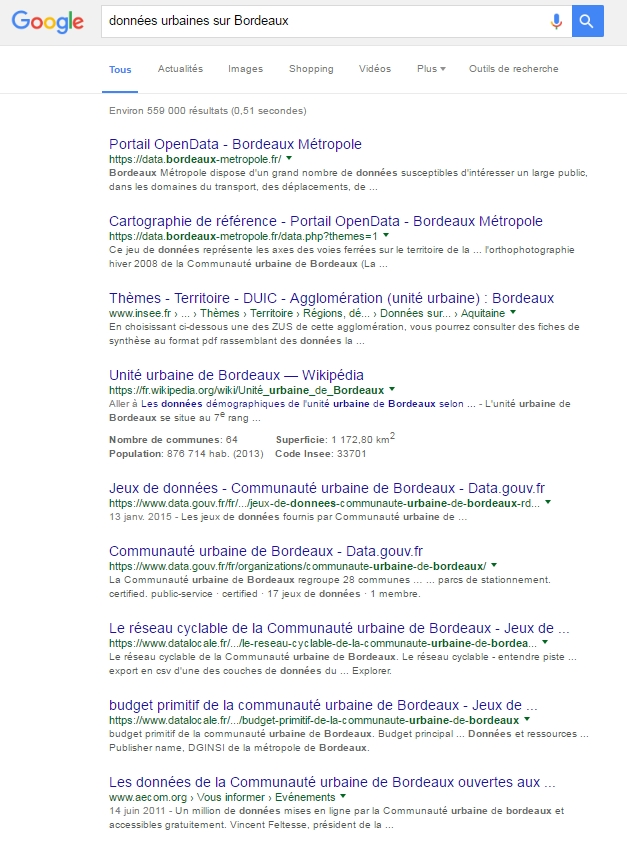 Google
données urbaines sur Bordeaux
Tous Actualités Images Shopping Vidéos Plus Outils de recherche
Environ 559 000 résultats (0,51 secondes)
Portail OpenData - Bordeaux Métropole
https://data.bordeaux-metropole.fr/
Bordeaux Métropole dispose d'un grand nombre de données susceptibles d'intéresser un large public,
dans les domaines du transport, des déplacements, de ...
Cartographie de référence - Portail OpenData - Bordeaux Métropole
https://data.bordeaux-metropole.fr/data.php?themes=1
Ce jeu de données représente les axes des voies ferrées sur le territoire de la ... l'orthophotographie
hiver 2008 de la Communauté urbaine de Bordeaux (La ...
Thèmes - Territoire - DUIC - Agglomération (unité urbaine) : Bordeaux
www.insee.fr › ... › Thèmes › Territoire › Régions, dé... › Données sur... › Aquitaine
En choisissant ci-dessous une des ZUS de cette agglomération, vous pourrez consulter des fiches de
synthèse au format pdf rassemblant des données la ...
Unité urbaine de Bordeaux — Wikipédia
https://fr.wikipedia.org/wiki/Unité_urbaine_de_Bordeaux
Aller à Les données démographiques de l'unité urbaine de Bordeaux selon ... - L'unité urbaine de
Bordeaux se situe au 7e rang ...
Nombre de communes: 64 Superficie: 1 172,80 km2
Population: 876 714 hab. (2013) Code Insee: 33701
Jeux de données - Communauté urbaine de Bordeaux - Data.gouv.fr
https://www.data.gouv.fr/fr/.../jeux-de-donnees-communaute-urbaine-de-bordeaux-rd...
13 janv. 2015 - Les jeux de données fournis par Communauté urbaine de ...
Communauté urbaine de Bordeaux - Data.gouv.fr
https://www.data.gouv.fr/fr/organizations/communaute-urbaine-de-bordeaux/
La Communauté urbaine de Bordeaux regroupe 28 communes ... ... parcs de stationnement.
certified. public-service · certified · 17 jeux de données · 1 membre.
Le réseau cyclable de la Communauté urbaine de Bordeaux - Jeux de ...
https://www.datalocale.fr/.../le-reseau-cyclable-de-la-communaute-urbaine-de-bordea...
Le réseau cyclable de la Communauté urbaine de Bordeaux. Le réseau cyclable - entendre piste ...
export en csv d'une des couches de données du ... Explorer.
budget primitif de la communauté urbaine de Bordeaux - Jeux de ...
https://www.datalocale.fr/.../budget-primitif-de-la-communaute-urbaine-de-bordeaux
budget primitif de la communauté urbaine de Bordeaux. Budget principal ... Données et ressources ...
Publisher name, DGINSI de la métropole de Bordeaux.
Les données de la Communauté urbaine de Bordeaux ouvertes aux ...
www.aecom.org › Vous informer › Evénements
14 juin 2011 - Un million de données mises en ligne par la Communauté urbaine de bordeaux et
accessibles gratuitement. Vincent Feltesse, président de la ...